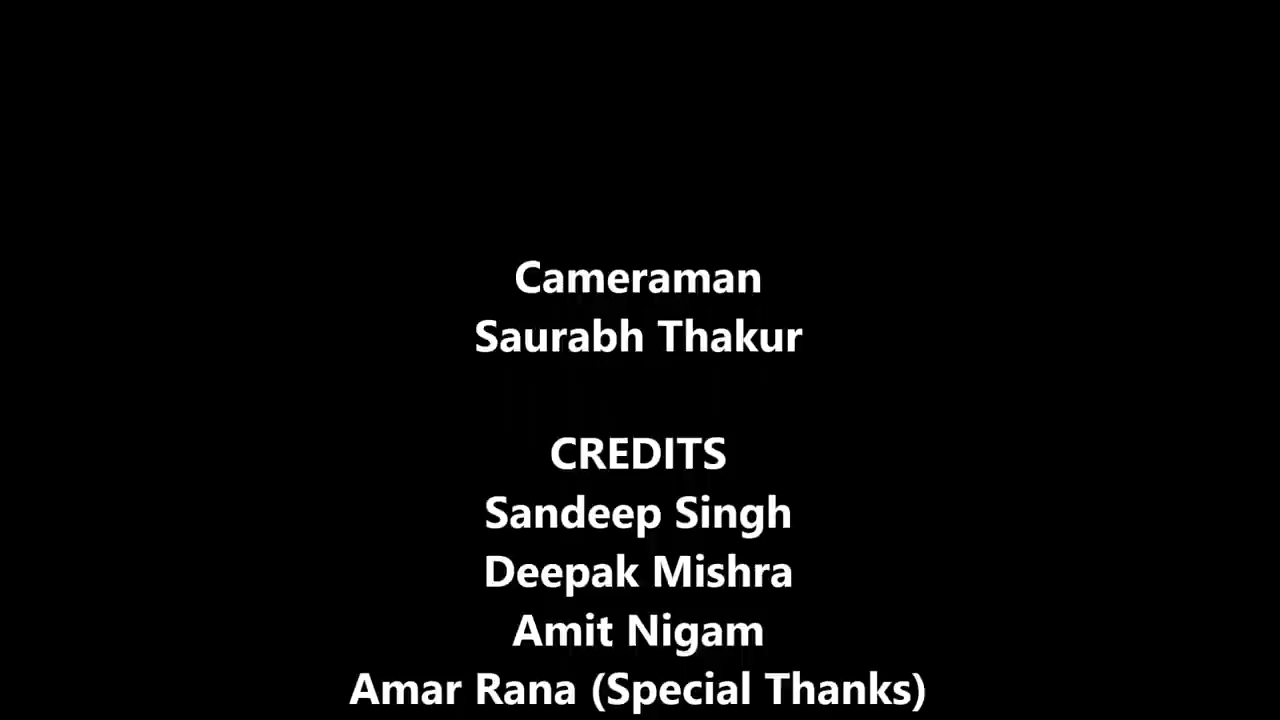 Cameraman
Saurabh Thakur
CREDITS
Sandeep Singh
Deepak Mishra
Amit Nigam
Amar Rana (Special Thanks)